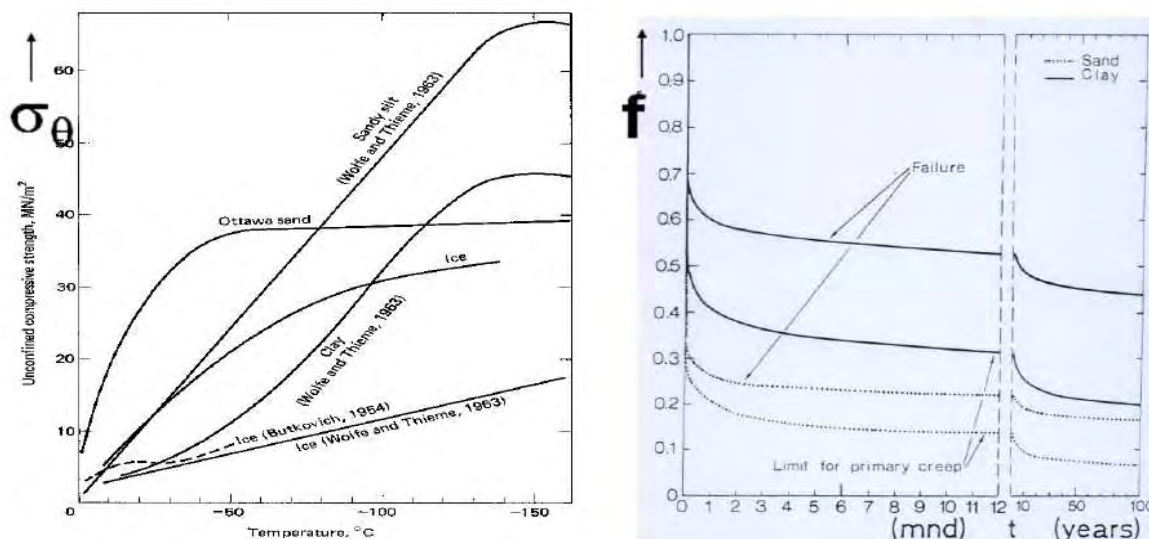 σθ
Unconfined compressive strength, MN/m²
60
50
40
30
20
10
0
Sandy silt
(Wolfe and Thieme, 1963)
Ottawa sand
Ice
Clay
(Wolfe and Thieme, 1963)
Ice (Butkovich, 1954)
Ice (Wolfe and Thieme, 1963)
0 −50 −100 −150
Temperature, °C
f
1.0
0.9
0.8
0.7
0.6
0.5
0.4
0.3
0.2
0.1
0
Sand
Clay
Failure
Limit for primary creep
0 1 2 3 4 5 6 7 8 9 10 11 12 10 50 100
(mnd) t (years)